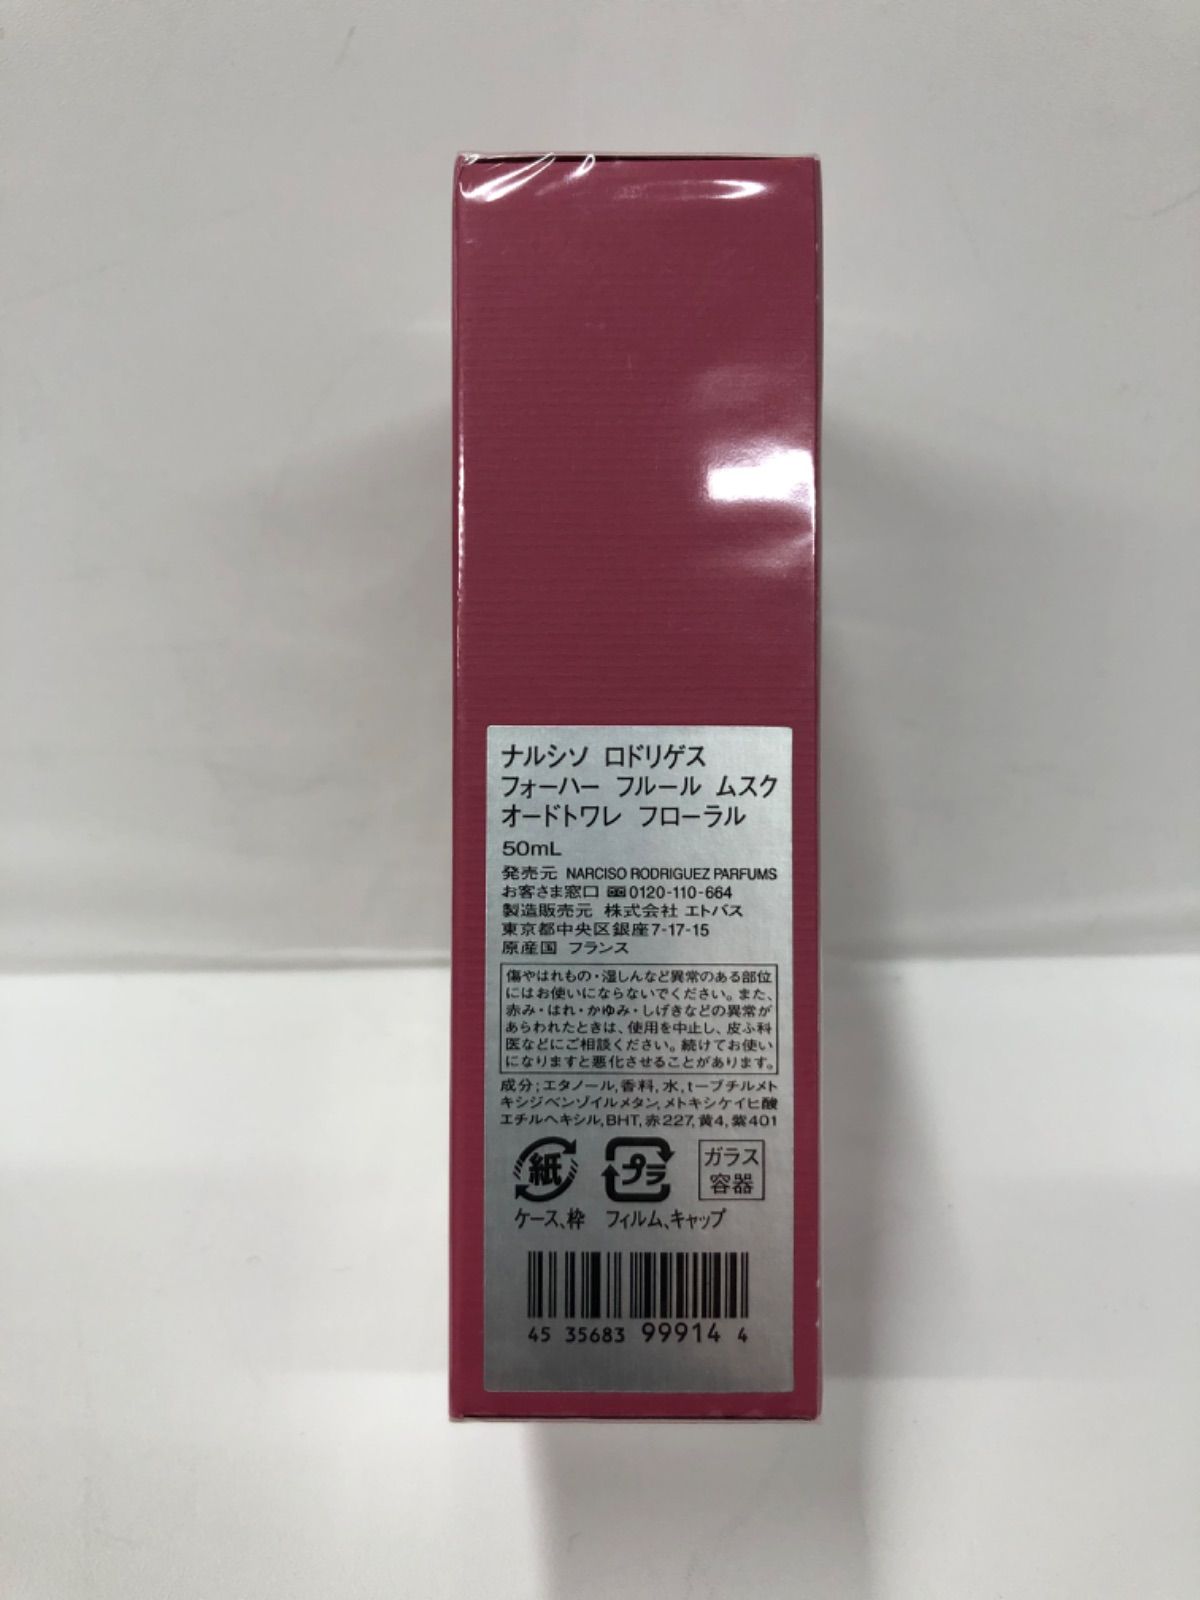 ナルシソ ロドリゲス
フォーハー フルール ムスク
オードトワレ フローラル
50mL
発売元 NARCISO RODRIGUEZ PARFUMS
お客さま窓口 0120-110-664
製造販売元 株式会社 エトバス
東京都中央区銀座7-17-15
原産国 フランス
傷やはれもの・湿しんなど異常のある部位
にはお使いにならないでください。また、
赤み・はれ・かゆみ・しげきなどの異常が
あらわれたときは、使用を中止し、皮ふ科
医などにご相談ください。続けてお使い
になりますと悪化させることがあります。
成分;エタノール,香料,水,t-ブチルメト
キシジベンゾイルメタン,メトキシケイヒ酸
エチルヘキシル,BHT,赤227,黄4,紫401
紙 プラ ガラス
容器
ケース、枠 フィルム、キャップ
45 35683 99914 4